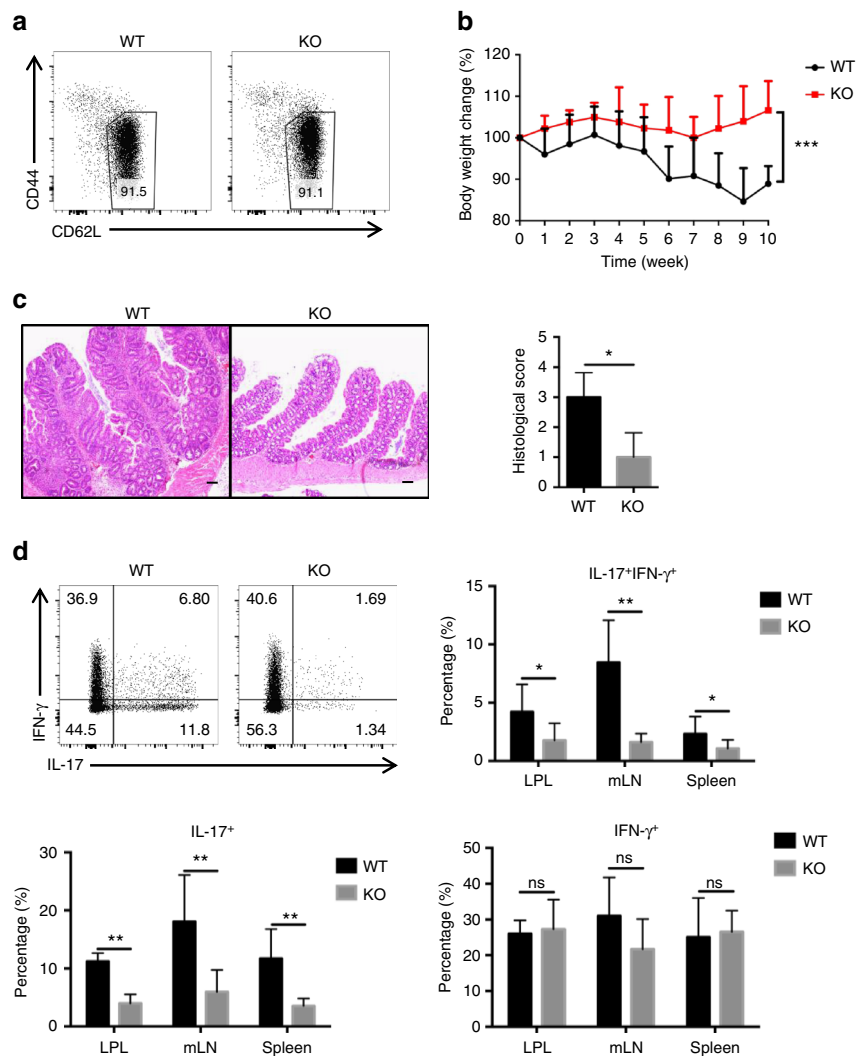 a
WT
KO
CD44
91.5
91.1
CD62L
b
Body weight change (%)
120
110
100
90
80
0 1 2 3 4 5 6 7 8 9 10
Time (week)
WT
KO
***
c
WT
KO
Histological score
5
4
3
2
1
0
*
WT KO
d
WT
KO
36.9 6.80
40.6 1.69
44.5 11.8
56.3 1.34
IFN-γ
IL-17
IL-17+IFN-γ+
Percentage (%)
15
10
5
0
* ** *
LPL mLN Spleen
WT
KO
IL-17+
Percentage (%)
30
20
10
0
** ** **
LPL mLN Spleen
WT
KO
IFN-γ+
Percentage (%)
50
40
30
20
10
0
ns ns ns
LPL mLN Spleen
WT
KO